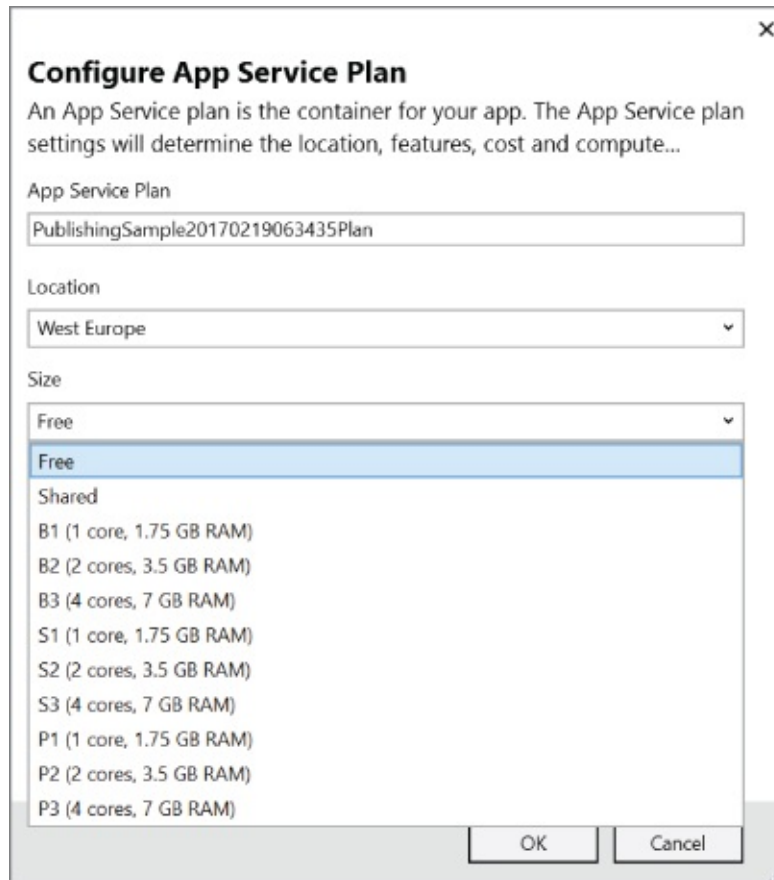 Configure App Service Plan
An App Service plan is the container for your app. The App Service plan
settings will determine the location, features, cost and compute...
App Service Plan
PublishingSample20170219063435Plan
Location
West Europe
Size
Free
Free
Shared
B1 (1 core, 1.75 GB RAM)
B2 (2 cores, 3.5 GB RAM)
B3 (4 cores, 7 GB RAM)
S1 (1 core, 1.75 GB RAM)
S2 (2 cores, 3.5 GB RAM)
S3 (4 cores, 7 GB RAM)
P1 (1 core, 1.75 GB RAM)
P2 (2 cores, 3.5 GB RAM)
P3 (4 cores, 7 GB RAM)
OK Cancel